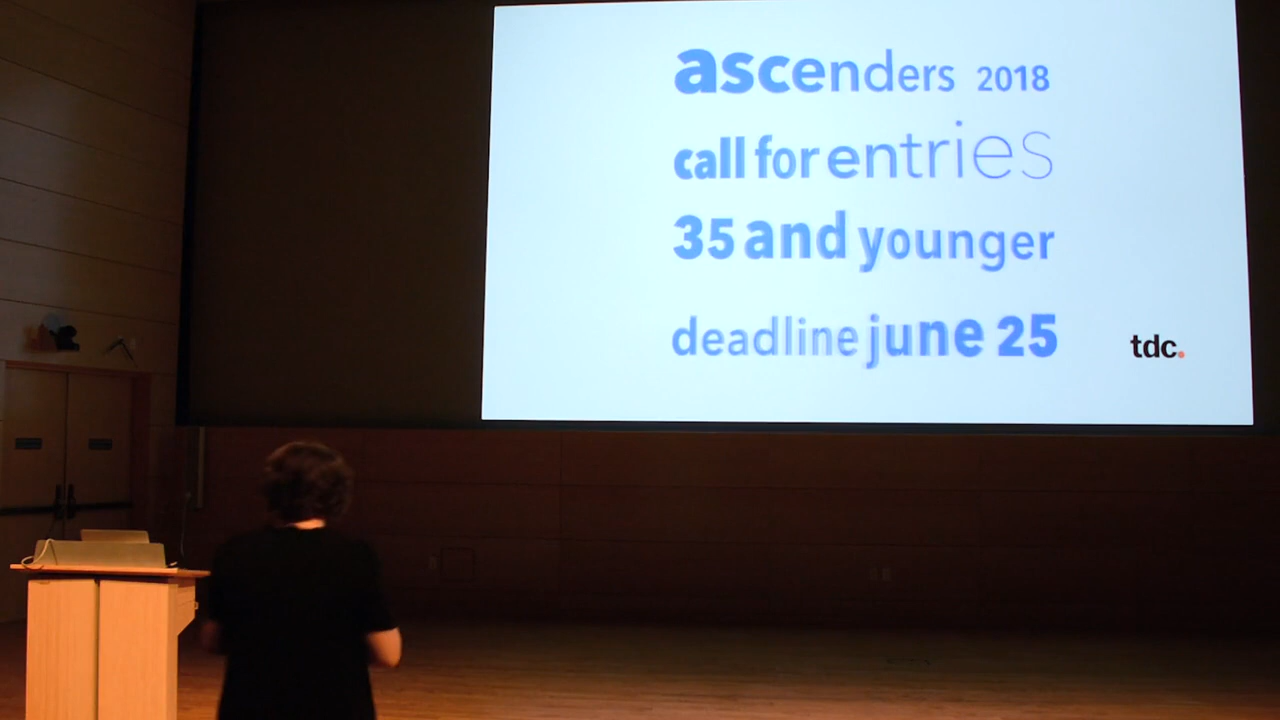 ascenders 2018
call for entries
35 and younger
deadline june 25
tdc.